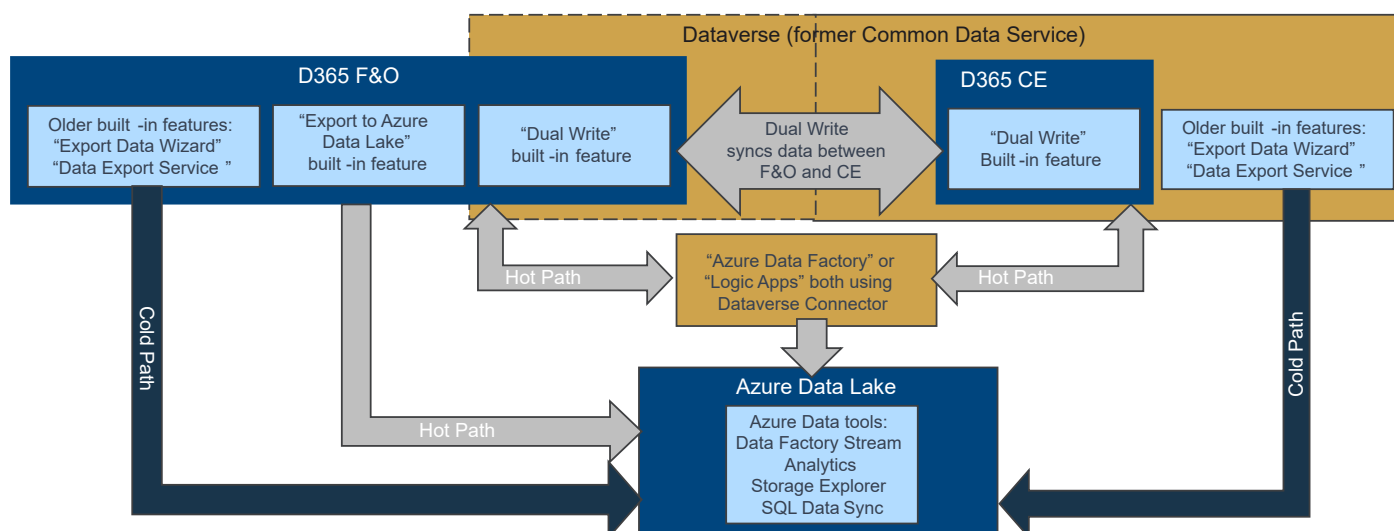 Dataverse (former Common Data Service)
D365 F&O
D365 CE
Older built -in features:
“Export Data Wizard”
“Data Export Service ”
“Export to Azure
Data Lake”
built-in feature
“Dual Write”
built-in feature
Dual Write
syncs data between
F&O and CE
“Dual Write”
Built-in feature
Older built -in features:
“Export Data Wizard”
“Data Export Service ”
Hot Path
“Azure Data Factory” or
“Logic Apps” both using
Dataverse Connector
Hot Path
Cold Path
Cold Path
Hot Path
Azure Data Lake
Azure Data tools:
Data Factory Stream
Analytics
Storage Explorer
SQL Data Sync